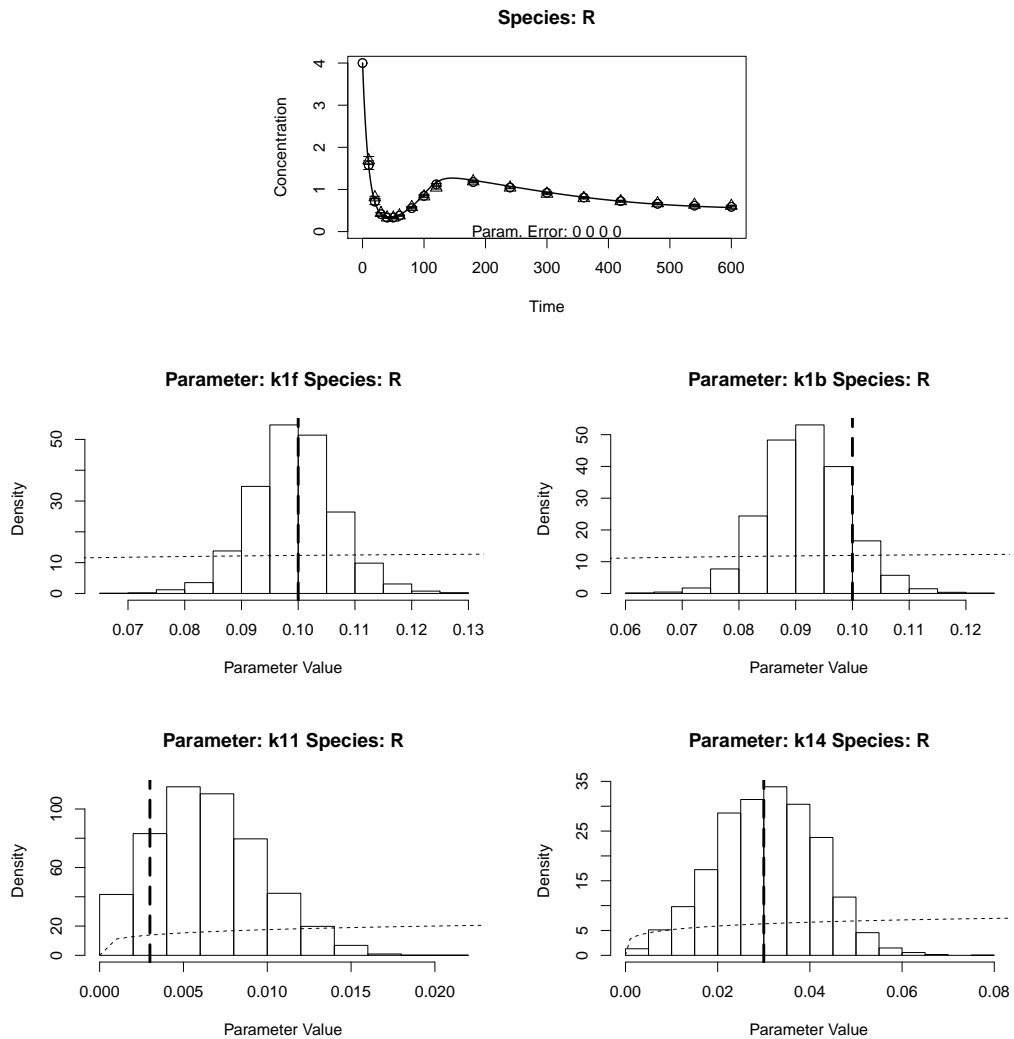 Species: R
Concentration
0 1 2 3 4
Param. Error: 0 0 0 0
0 100 200 300 400 500 600
Time
Parameter: k1f Species: R
Density
0 10 30 50
0.07 0.08 0.09 0.10 0.11 0.12 0.13
Parameter Value
Parameter: k1b Species: R
Density
0 10 20 30 40 50
0.06 0.07 0.08 0.09 0.10 0.11 0.12
Parameter Value
Parameter: k11 Species: R
Density
0 20 60 100
0.000 0.005 0.010 0.015 0.020
Parameter Value
Parameter: k14 Species: R
Density
0 5 15 25 35
0.00 0.02 0.04 0.06 0.08
Parameter Value